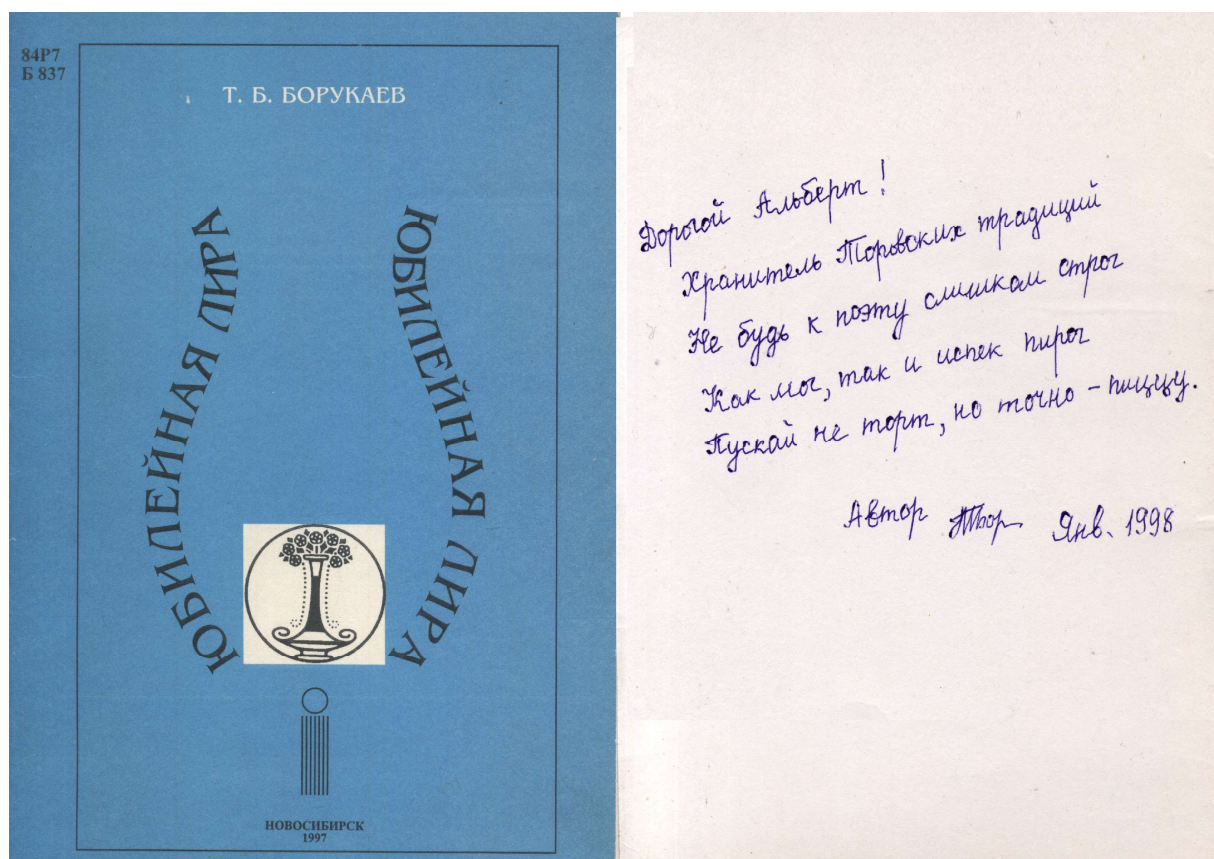 84Р7
Б 837
Т. Б. БОРУКАЕВ
ЮБИЛЕЙНАЯ ЛИРА
ЮБИЛЕЙНАЯ ЛИРА
НОВОСИБИРСК
1997
Дорогой Альберт!
Хранитель Торовских традиций
Не будь к поэту слишком строг
Как мог, так и испек пирог
Пускай не торт, но точно – пиццу.
Автор Янв. 1998